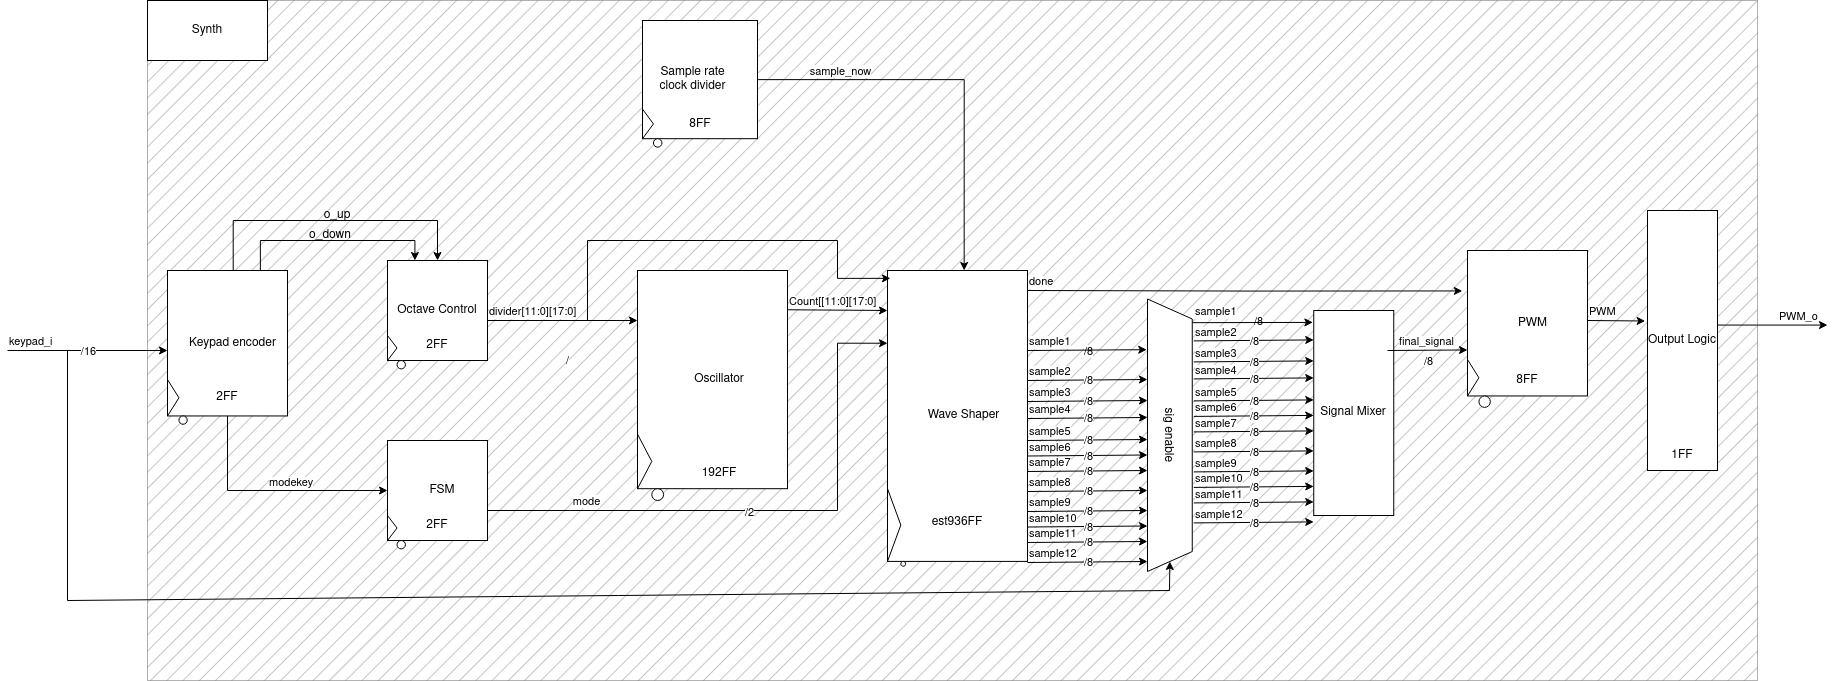 Synth
Sample rate
clock divider
8FF
sample_now
o_up
o_down
keypad_i
/16
Keypad encoder
2FF
Octave Control
2FF
divider[11:0][17:0]
/
modekey
FSM
2FF
mode
/2
Oscillator
192FF
Count[[11:0][17:0]
Wave Shaper
est936FF
done
sample1
/8
sample2
/8
sample3
/8
sample4
/8
sample5
/8
sample6
/8
sample7
/8
sample8
/8
sample9
/8
sample10
/8
sample11
/8
sample12
/8
sig enable
sample1
/8
sample2
/8
sample3
/8
sample4
/8
sample5
/8
sample6
/8
sample7
/8
sample8
/8
sample9
/8
sample10
/8
sample11
/8
sample12
/8
Signal Mixer
final_signal
/8
PWM
8FF
PWM
Output Logic
1FF
PWM_o